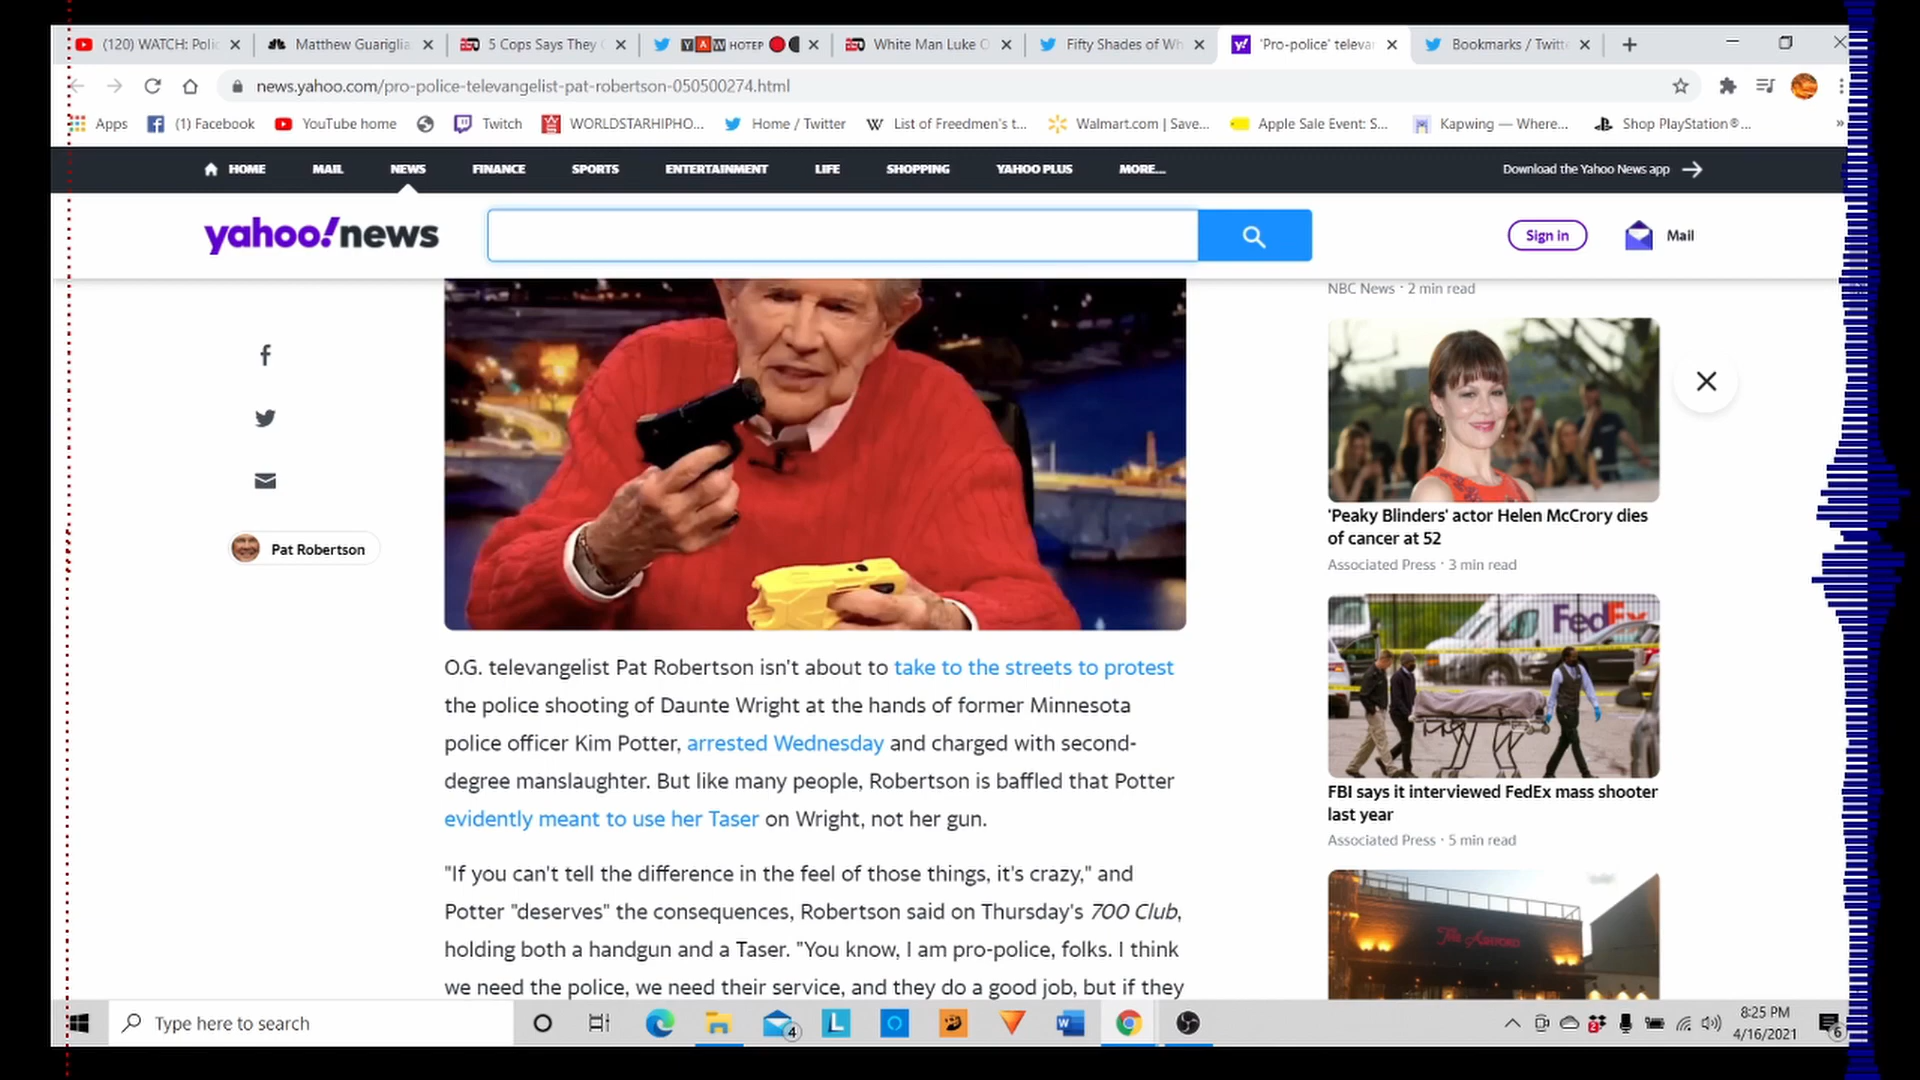 (120) WATCH: Polic
Matthew Guariglia
5 Cops Says They
YAW HOTEP
White Man Luke O
Fifty Shades of Wh
'Pro-police' televan
Bookmarks / Twitte
news.yahoo.com/pro-police-televangelist-pat-robertson-050500274.html
Apps
(1) Facebook
YouTube home
Twitch
WORLDSTARHIPHO...
Home / Twitter
List of Freedmen's t...
Walmart.com | Save...
Apple Sale Event: S...
Kapwing — Where...
Shop PlayStation®...
»
HOME MAIL NEWS FINANCE SPORTS ENTERTAINMENT LIFE SHOPPING YAHOO PLUS MORE...
Download the Yahoo News app
yahoo!news
Sign in
Mail
NBC News · 2 min read
Pat Robertson
O.G. televangelist Pat Robertson isn't about to take to the streets to protest
the police shooting of Daunte Wright at the hands of former Minnesota
police officer Kim Potter, arrested Wednesday and charged with second-
degree manslaughter. But like many people, Robertson is baffled that Potter
evidently meant to use her Taser on Wright, not her gun.
"If you can't tell the difference in the feel of those things, it's crazy," and
Potter "deserves" the consequences, Robertson said on Thursday's 700 Club,
holding both a handgun and a Taser. "You know, I am pro-police, folks. I think
we need the police, we need their service, and they do a good job, but if they
'Peaky Blinders' actor Helen McCrory dies
of cancer at 52
Associated Press · 3 min read
FedEx
FBI says it interviewed FedEx mass shooter
last year
Associated Press · 5 min read
Type here to search
4
2
8:25 PM
4/16/2021
6